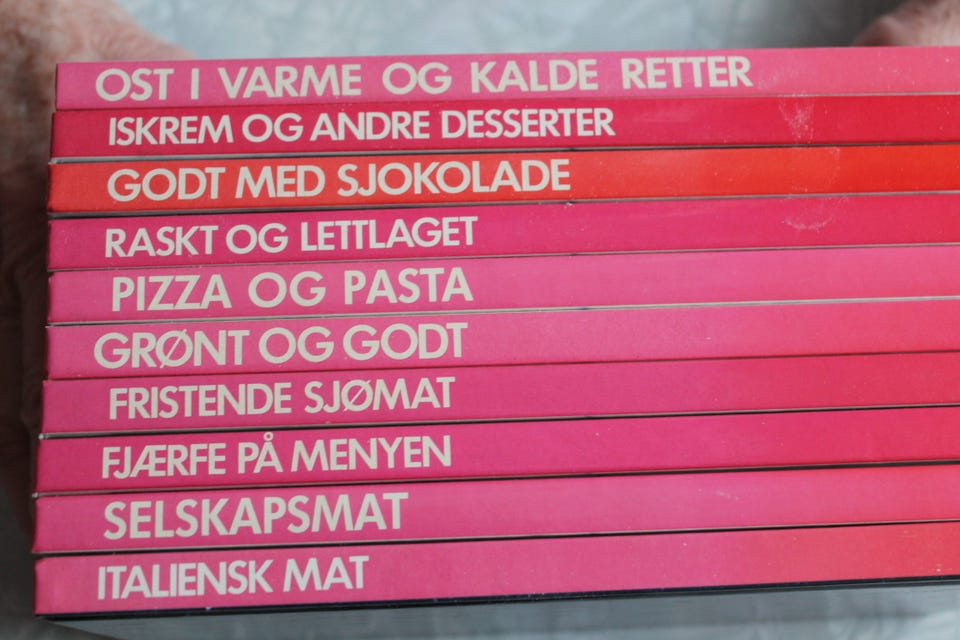 OST I VARME OG KALDE RETTER
ISKREM OG ANDRE DESSERTER
GODT MED SJOKOLADE
RASKT OG LETTLAGET
PIZZA OG PASTA
GRØNT OG GODT
FRISTENDE SJØMAT
FJÆRFE PÅ MENYEN
SELSKAPSMAT
ITALIENSK MAT